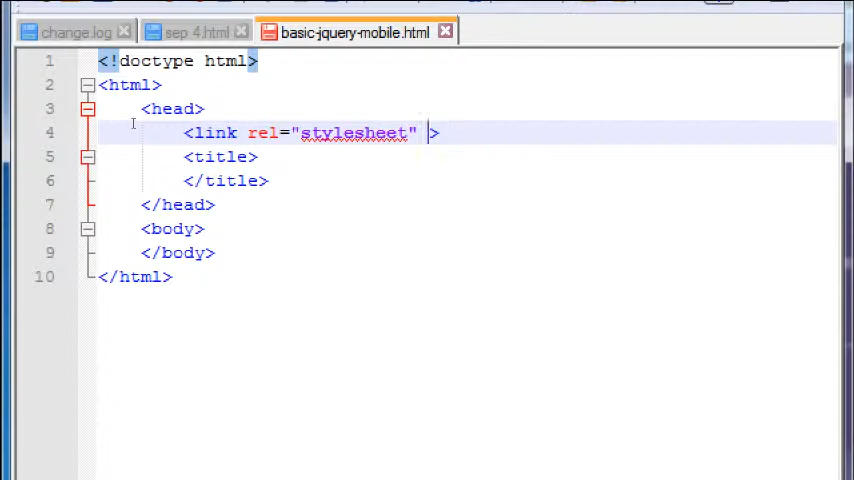 change.log sep 4.html basic-jquery-mobile.html
1 <!doctype html>
2 <html>
3 <head>
4 <link rel="stylesheet" >
5 <title>
6 </title>
7 </head>
8 <body>
9 </body>
10 </html>